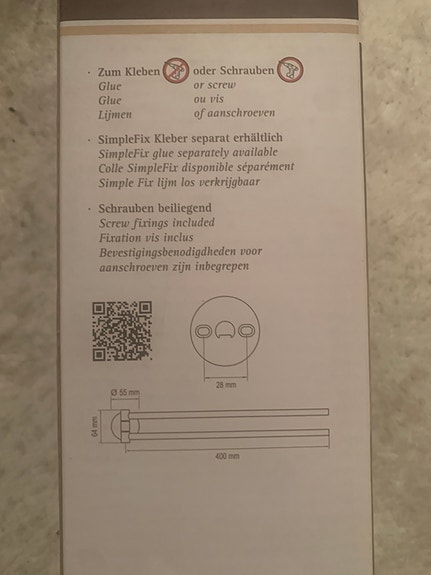 · Zum Kleben oder Schrauben
Glue or screw
Glue ou vis
Lijmen of aanschroeven
· SimpleFix Kleber separat erhältlich
SimpleFix glue separately available
Colle SimpleFix disponible séparément
Simple Fix lijm los verkrijgbaar
· Schrauben beiliegend
Screw fixings included
Fixation vis inclus
Bevestigingsbenodigdheden voor
aanschroeven zijn inbegrepen
28 mm
Ø 55 mm
64 mm
400 mm